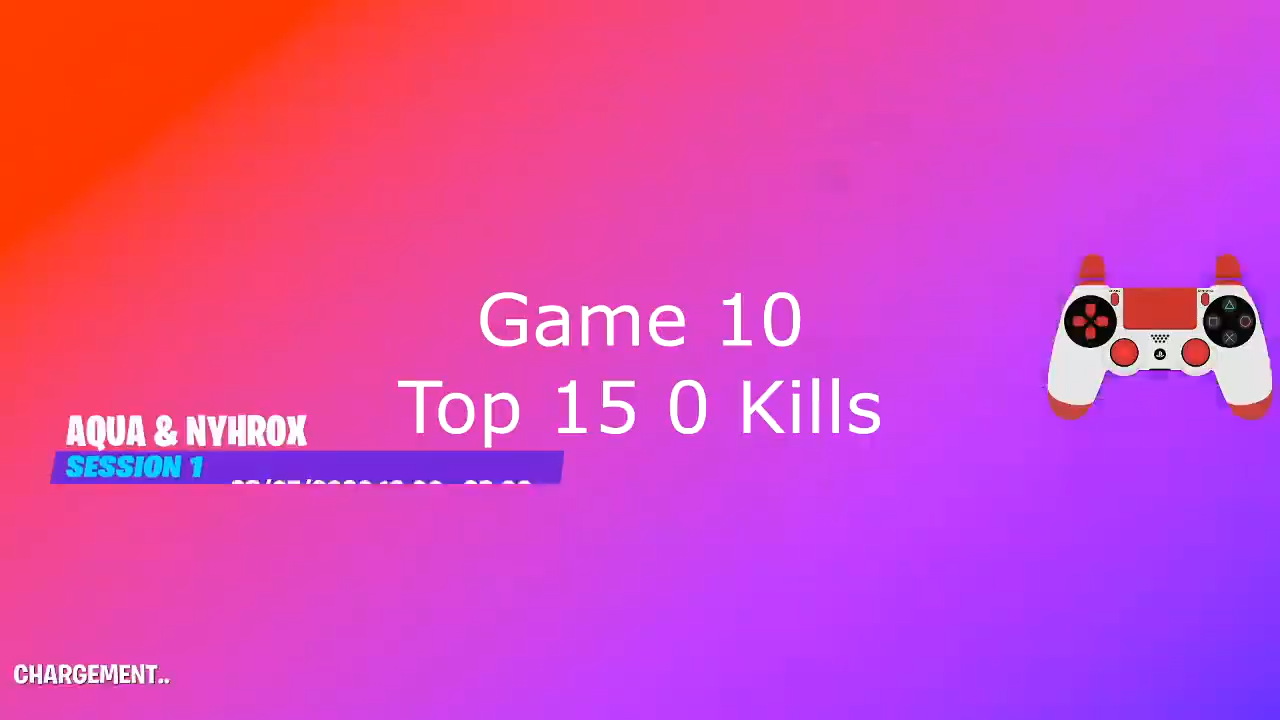 Game 10
Top 15 0 Kills
AQUA & NYHROX
SESSION 1
CHARGEMENT..